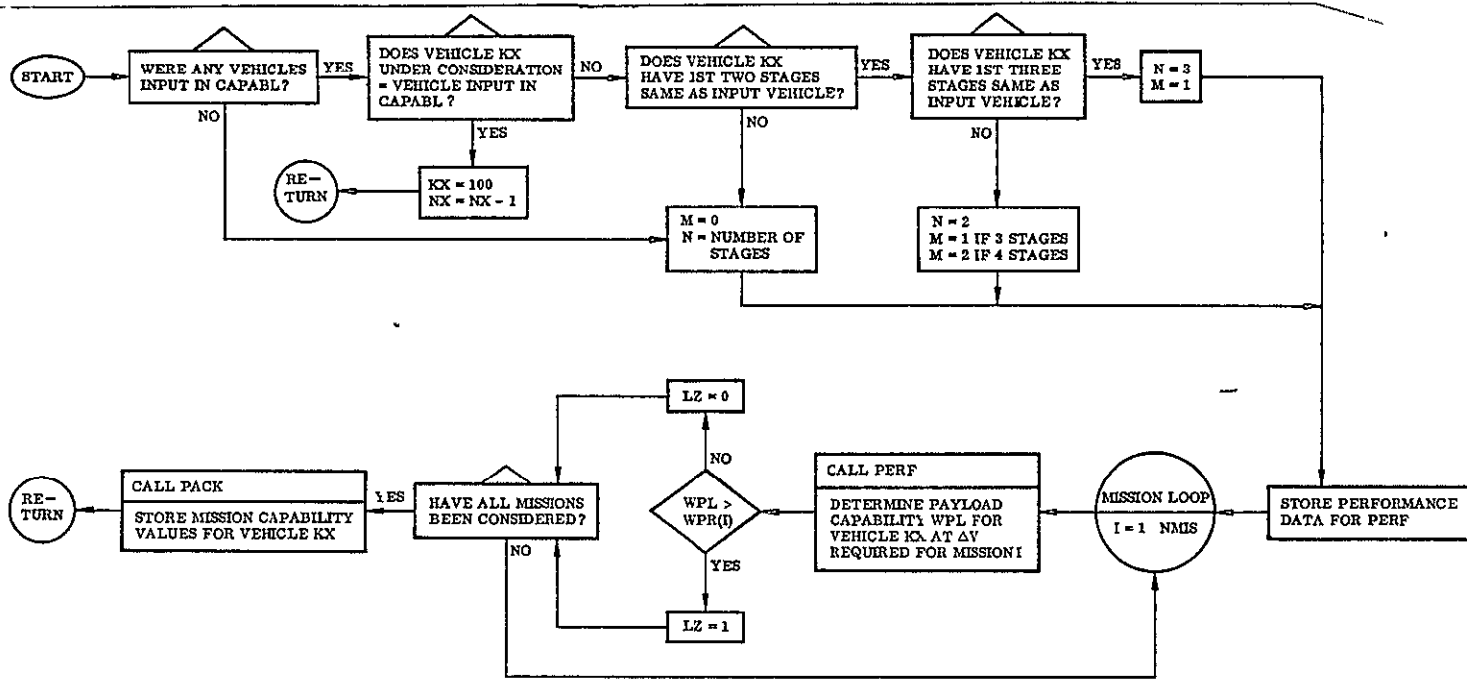 START
WERE ANY VEHICLES
INPUT IN CAPABL?
YES
NO
DOES VEHICLE KX
UNDER CONSIDERATION
= VEHICLE INPUT IN
CAPABL?
NO
YES
DOES VEHICLE KX
HAVE 1ST TWO STAGES
SAME AS INPUT VEHICLE?
YES
NO
DOES VEHICLE KX
HAVE 1ST THREE
STAGES SAME AS
INPUT VEHICLE?
YES
NO
N = 3
M = 1
RE-
TURN
KX = 100
NX = NX - 1
M = 0
N = NUMBER OF
STAGES
N = 2
M = 1 IF 3 STAGES
M = 2 IF 4 STAGES
RE-
TURN
CALL PACK
STORE MISSION CAPABILITY
VALUES FOR VEHICLE KX
YES
HAVE ALL MISSIONS
BEEN CONSIDERED?
NO
LZ = 0
NO
WPL >
WPR(I)
YES
LZ = 1
CALL PERF
DETERMINE PAYLOAD
CAPABILITY WPL FOR
VEHICLE KX AT ΔV
REQUIRED FOR MISSION I
MISSION LOOP
I = 1 NMIS
STORE PERFORMANCE
DATA FOR PERF